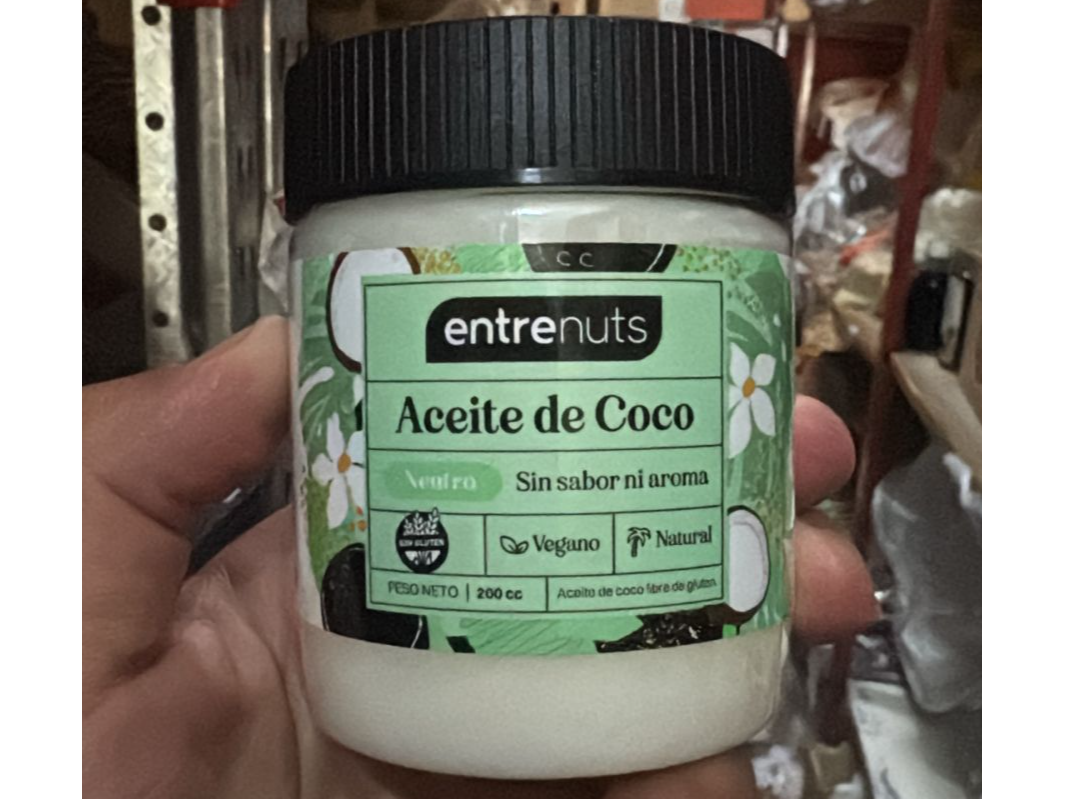 entrenuts
Aceite de Coco
Neutro Sin sabor ni aroma
SIN GLUTEN Vegano Natural
PESO NETO | 200 cc Aceite de coco libre de gluten.